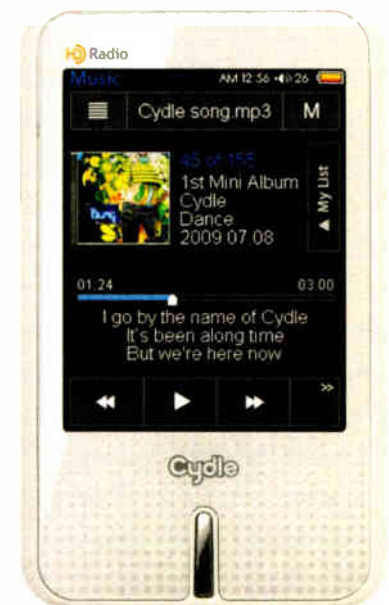 HD Radio
Music AM 12:56 26
Cydle song.mp3 M
45 of 155
1st Mini Album
Cydle
Dance
2009 07 08
▲ My List
01:24 03:00
I go by the name of Cydle
It's been along time
But we're here now
Cydle